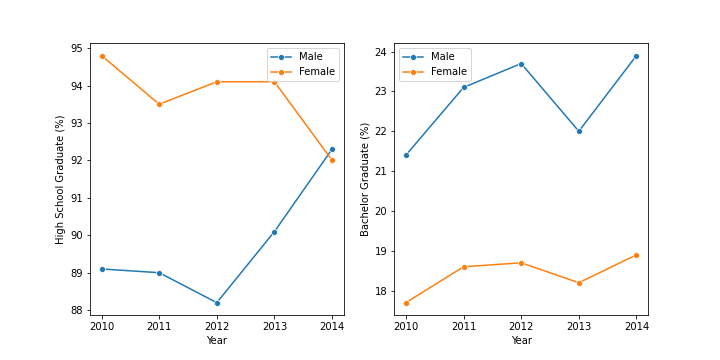 High School Graduate (%)
95
94
93
92
91
90
89
88
2010 2011 2012 2013 2014
Year
Male
Female
Bachelor Graduate (%)
24
23
22
21
20
19
18
2010 2011 2012 2013 2014
Year
Male
Female